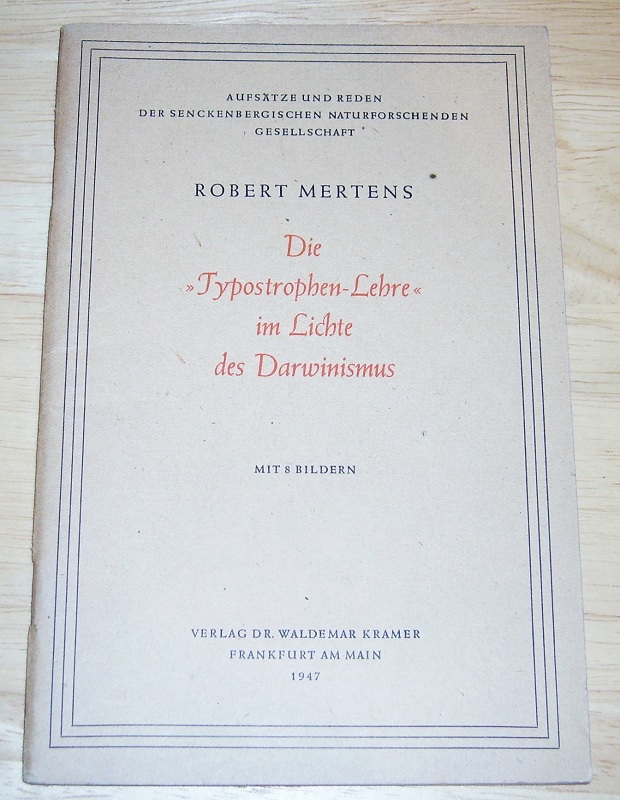 AUFSÄTZE UND REDEN
DER SENCKENBERGISCHEN NATURFORSCHENDEN
GESELLSCHAFT
ROBERT MERTENS
Die
»Typostrophen-Lehre«
im Lichte
des Darwinismus
MIT 8 BILDERN
VERLAG DR. WALDEMAR KRAMER
FRANKFURT AM MAIN
1947